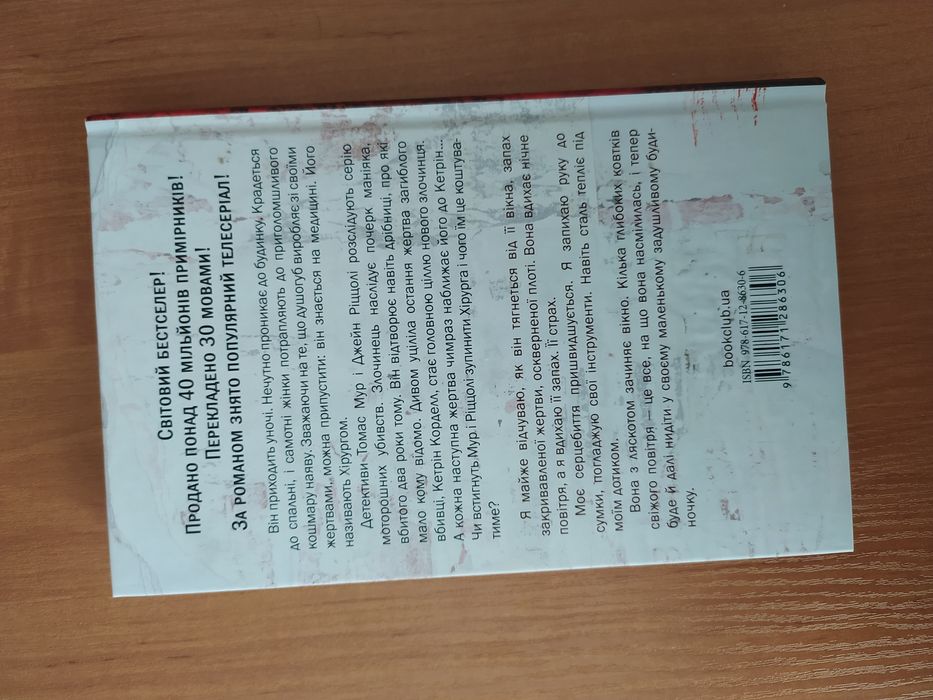 Світовий бестселер!
Продано понад 40 мільйонів примірників!
Перекладено 30 мовами!
За романом знято популярний телесеріал!
Він приходить уночі. Нечутно проникає до будинку. Крадеться
до спальні, і самотні жінки потрапляють до приголомшливого
кошмару наяву. Зважаючи на те, що душогуб виробляє зі своїми
жертвами, можна припустити: він знається на медицині. Його
називають Хірургом.
Детективи Томас Мур і Джейн Ріццолі розслідують серію
моторошних убивств. Злочинець наслідує почерк маніяка,
вбитого два роки тому. Він відтворює навіть дрібниці, про які
мало кому відомо. Дивом уціліла остання жертва загиблого
вбивці, Кетрін Корделл, стає головною ціллю нового злочинця.
А кожна наступна жертва чимраз наближає його до Кетрін...
Чи встигнуть Мур і Ріццолі зупинити Хірурга і чого їм це коштува-
тиме?
Я майже відчуваю, як він тягнеться від її вікна, запах
закривавленої жертви, оскверненої плоті. Вона вдихає нічне
повітря, а я вдихаю її запах. Її страх.
Моє серцебиття пришвидшується. Я запихаю руку до
сумки, погладжую свої інструменти. Навіть сталь тепліє під
моїм дотиком.
Вона з ляскотом зачиняє вікно. Кілька глибоких ковтків
свіжого повітря — це все, на що вона насмілилась, і тепер
буде й далі нидіти у своєму маленькому задушливому буди-
ночку.
bookclub.ua
ISBN 978-617-12-8630-6
9 786171 286306